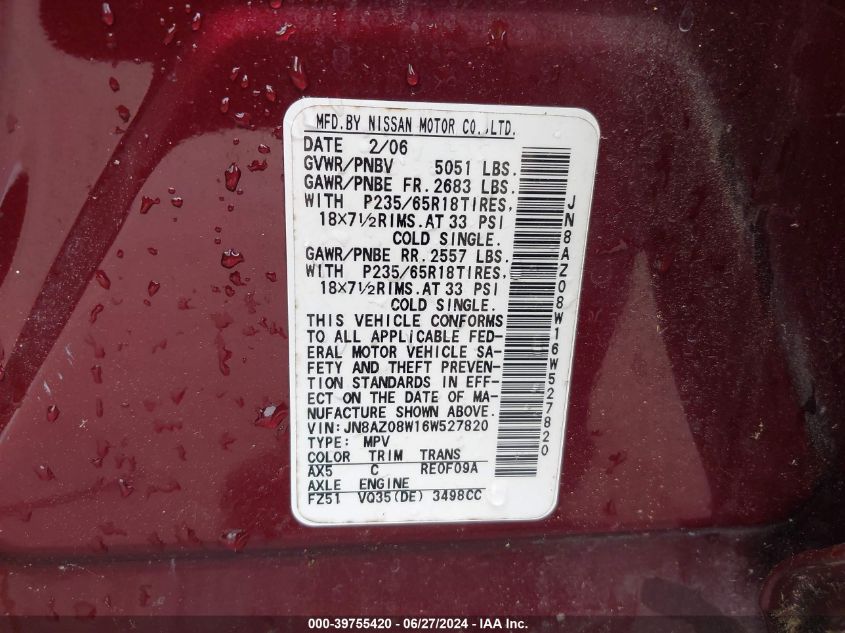 MFD.BY NISSAN MOTOR CO.,LTD.
DATE 2/06
GVWR/PNBV 5051 LBS.
GAWR/PNBE FR. 2683 LBS.
WITH P235/65R18TIRES,
18×7½RIMS.AT 33 PSI
COLD SINGLE.
GAWR/PNBE RR. 2557 LBS.
WITH P235/65R18TIRES,
18×7½RIMS.AT 33 PSI
COLD SINGLE.
THIS VEHICLE CONFORMS
TO ALL APPLICABLE FED-
ERAL MOTOR VEHICLE SA-
FETY AND THEFT PREVEN-
TION STANDARDS IN EFF-
ECT ON THE DATE OF MA-
NUFACTURE SHOWN ABOVE.
VIN:JN8AZ08W16W527820
TYPE: MPV
COLOR TRIM TRANS
AX5 C RE0F09A
AXLE ENGINE
FZ51 VQ35(DE) 3498CC
JN8AZ08W16W527820
000-39755420 - 06/27/2024 - IAA Inc.